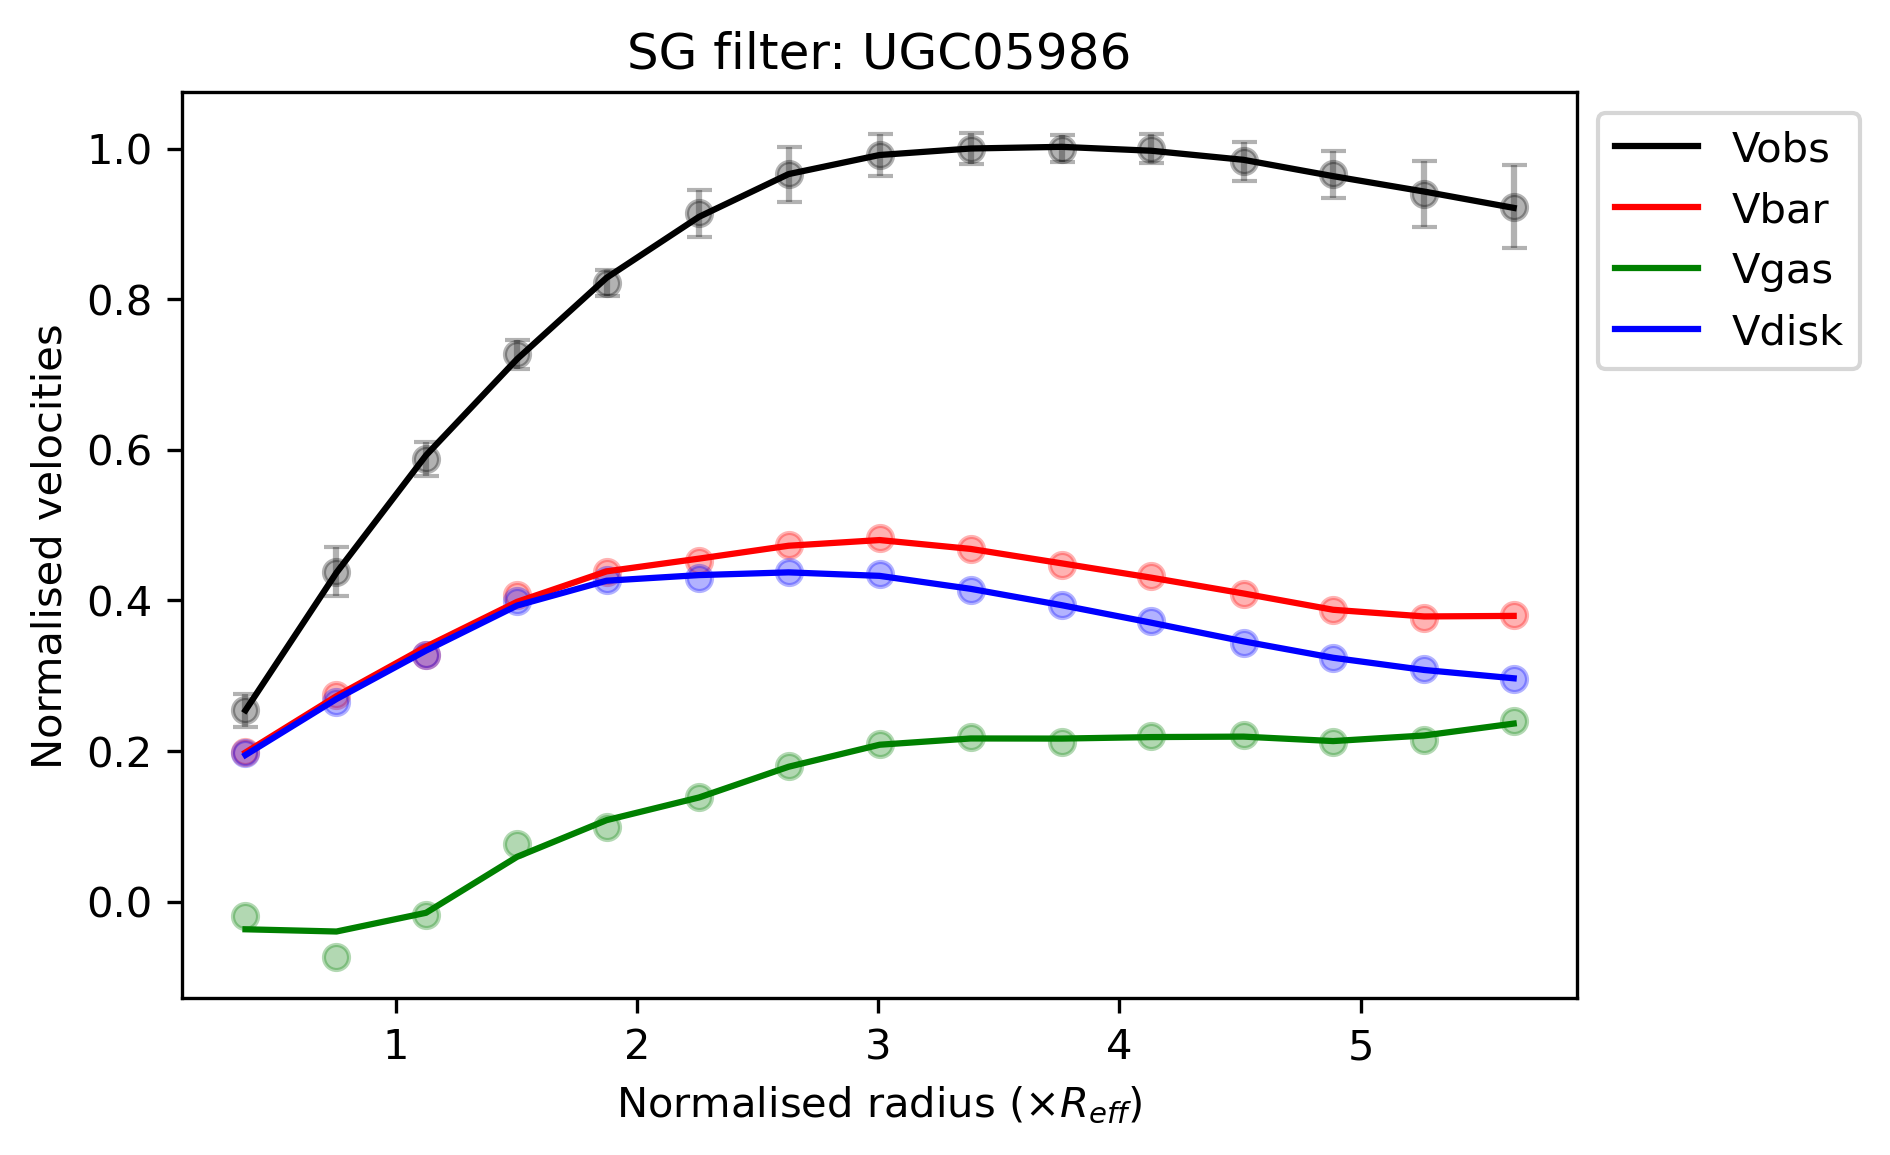 SG filter: UGC05986
1.0
0.8
0.6
0.4
0.2
0.0
Normalised velocities
1 2 3 4 5
Normalised radius (×R_eff)
Vobs
Vbar
Vgas
Vdisk